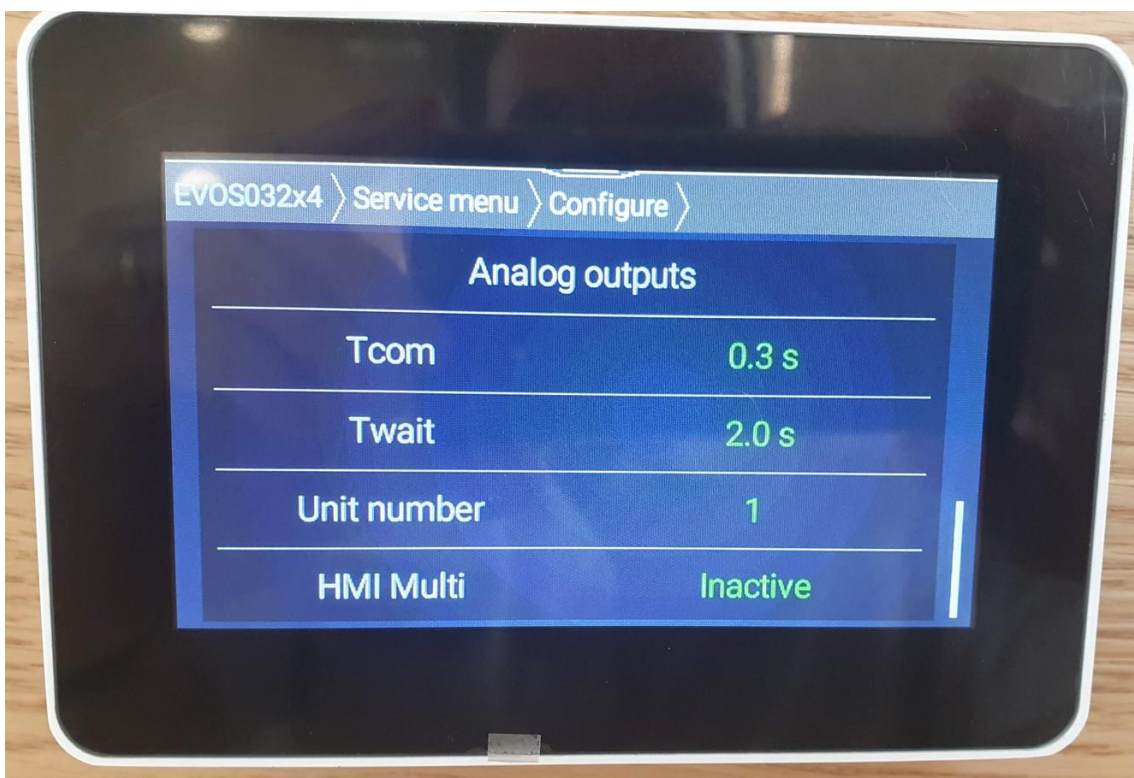 EVOS032x4 Service menu Configure
Analog outputs
Tcom 0.3 s
Twait 2.0 s
Unit number 1
HMI Multi Inactive